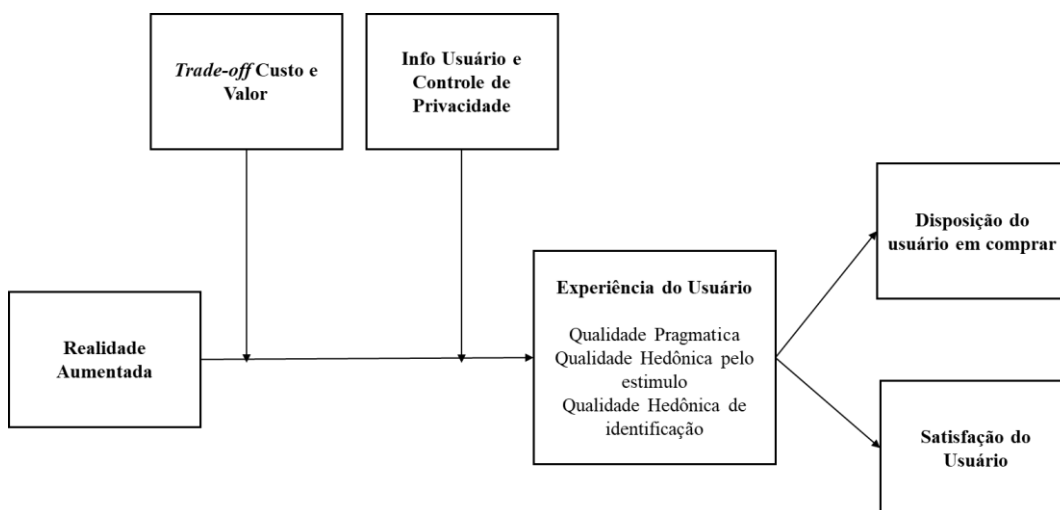 Trade-off Custo e
Valor
Info Usuário e
Controle de
Privacidade
Realidade
Aumentada
Experiência do Usuário
Qualidade Pragmatica
Qualidade Hedônica pelo
estimulo
Qualidade Hedônica de
identificação
Disposição do
usuário em comprar
Satisfação do
Usuário